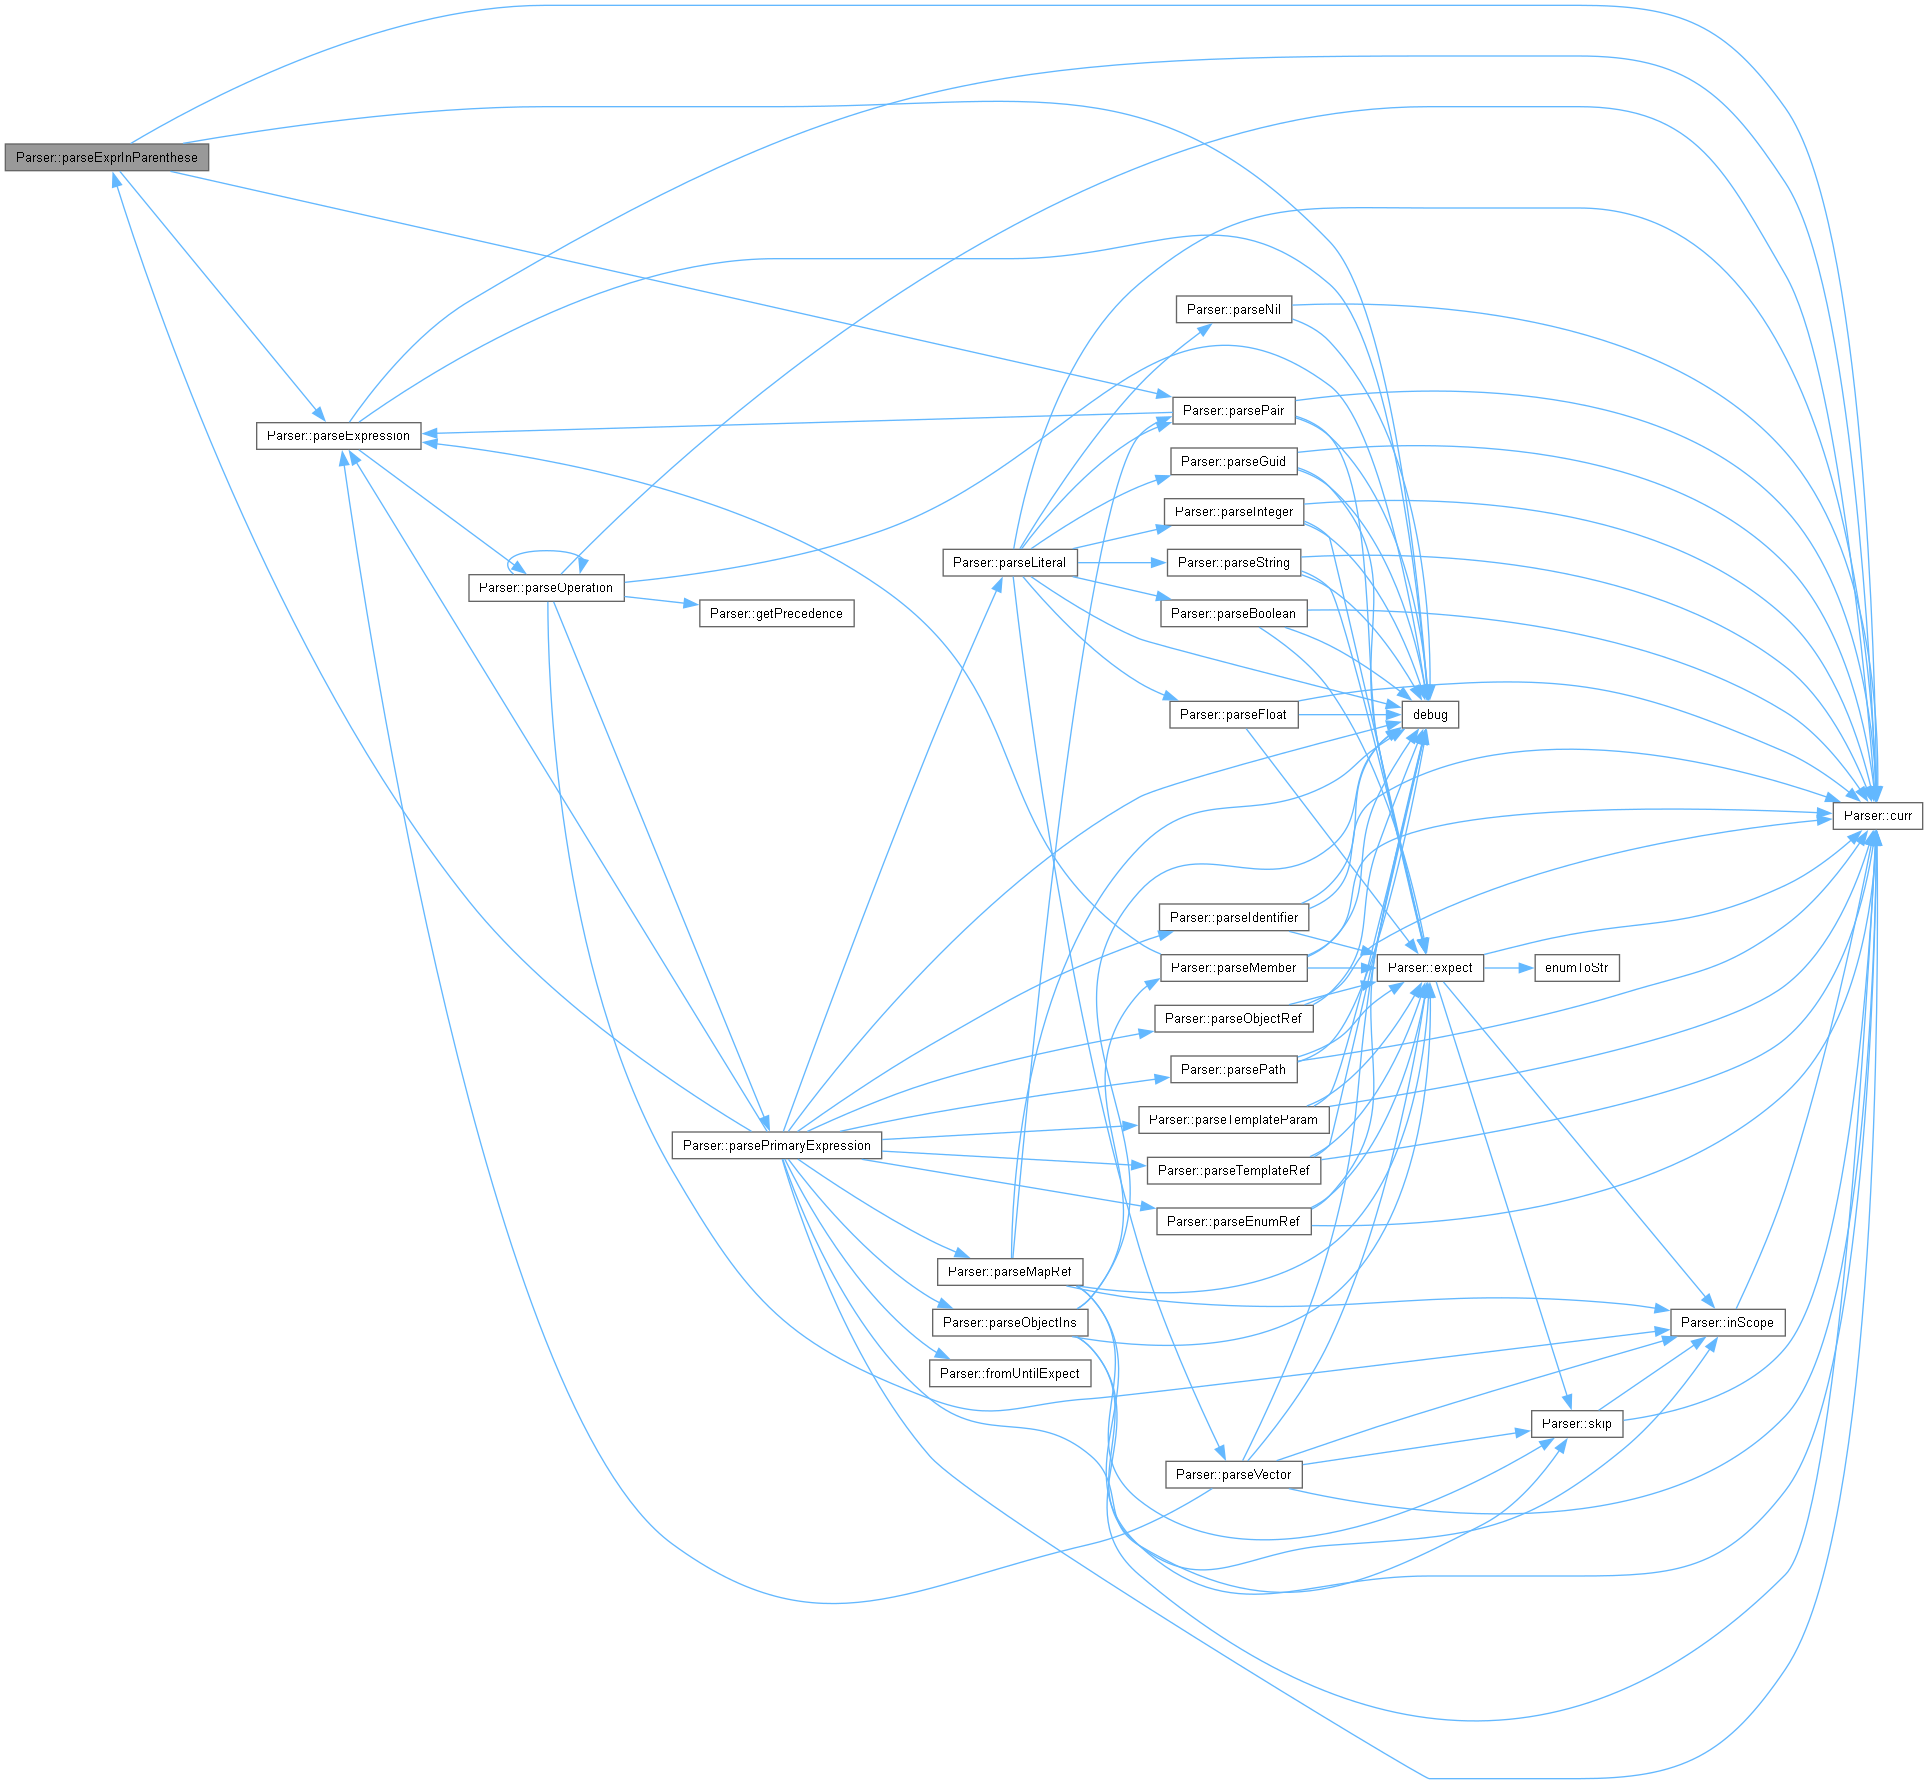 Parser::parseExprInParenthese
Parser::parseNil
Parser::parsePair
Parser::parseExpression
Parser::parseGuid
Parser::parseInteger
Parser::parseLiteral
Parser::parseString
Parser::parseOperation
Parser::getPrecedence
Parser::parseBoolean
Parser::parseFloat
debug
Parser::curr
Parser::parseIdentifier
Parser::parseMember
Parser::expect
enumToStr
Parser::parseObjectRef
Parser::parsePath
Parser::parseTemplateParam
Parser::parsePrimaryExpression
Parser::parseTemplateRef
Parser::parseEnumRef
Parser::parseMapRef
Parser::parseObjectIns
Parser::inScope
Parser::fromUntilExpect
Parser::skip
Parser::parseVector